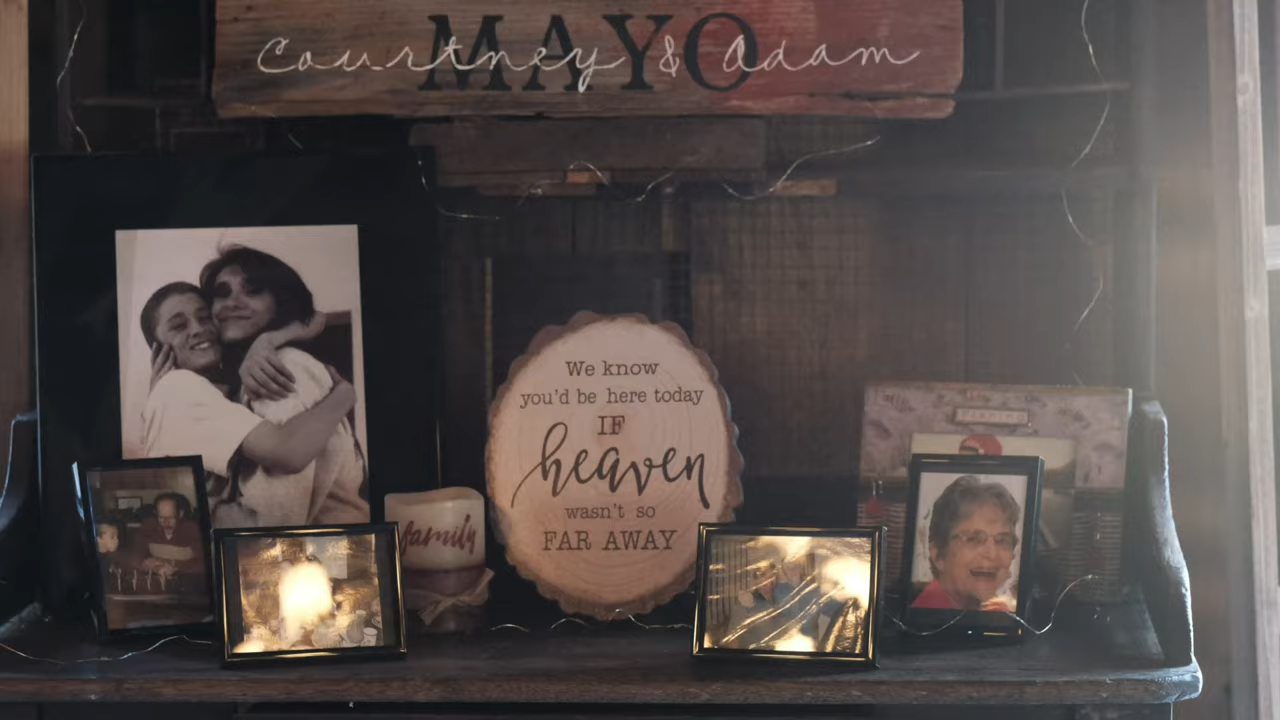 MAYO
Courtney & Adam
We know
you'd be here today
IF
heaven
wasn't so
FAR AWAY
family